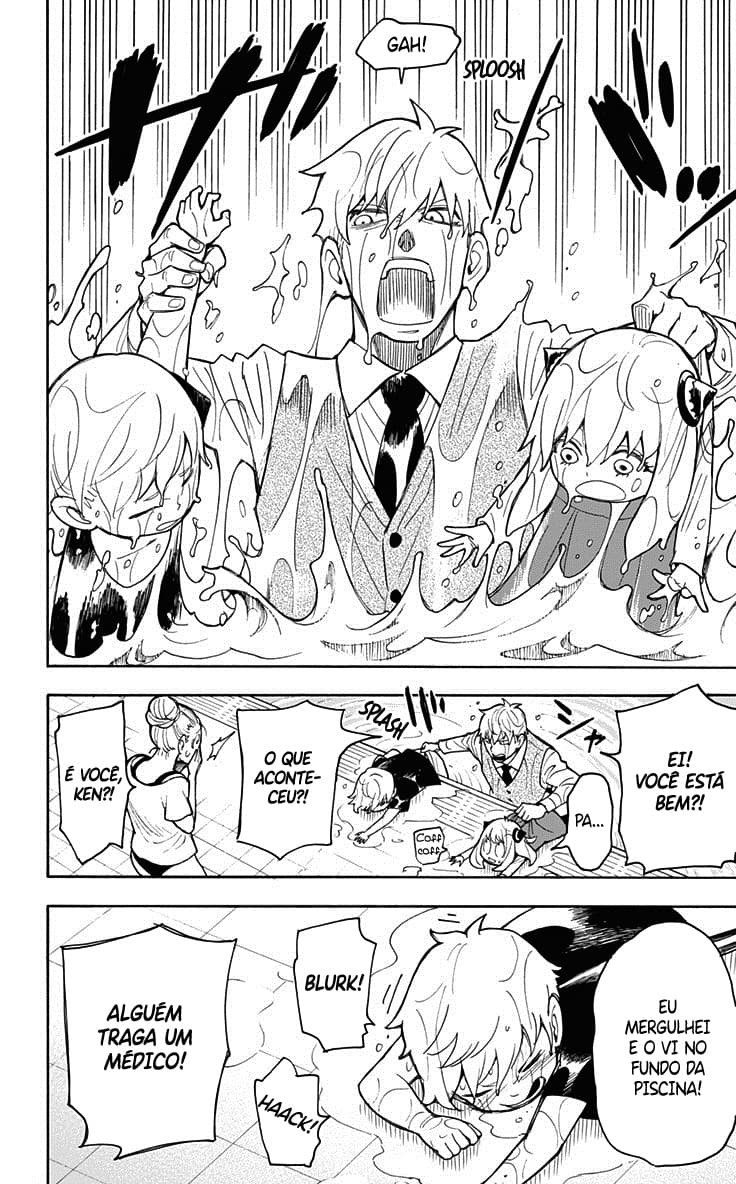 GAH!
SPLOOSH
EI!
VOCÊ ESTÁ
BEM?!
PA...
SPLASH
Coff
coff
O QUE
ACONTE-
CEU?!
É VOCÊ,
KEN?!
EU
MERGULHEI
E O VI NO
FUNDO DA
PISCINA!
BLURK!
HAACK!
ALGUÉM
TRAGA UM
MÉDICO!